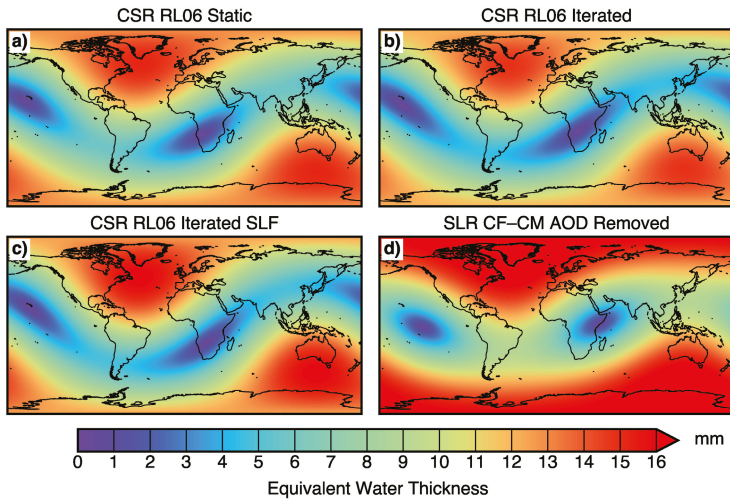 CSR RL06 Static
CSR RL06 Iterated
a)
b)
CSR RL06 Iterated SLF
SLR CF–CM AOD Removed
c)
d)
0 1 2 3 4 5 6 7 8 9 10 11 12 13 14 15 16
mm
Equivalent Water Thickness